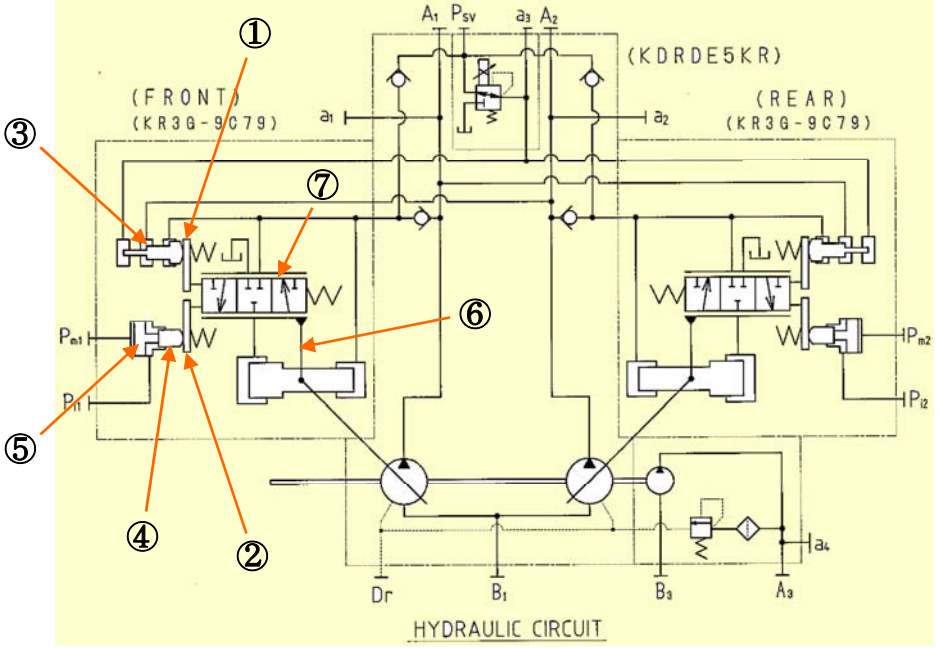 A₁ Psv a₃ A₂
①
(KDRDE5KR)
(FRONT)
(KR3G-9C79)
(REAR)
(KR3G-9C79)
a₁ a₂
③
⑦
⑥
Pm1 Pm2
Pi1 Pi2
⑤
④ ②
a₄
Dr B₁ B₃ A₃
HYDRAULIC CIRCUIT